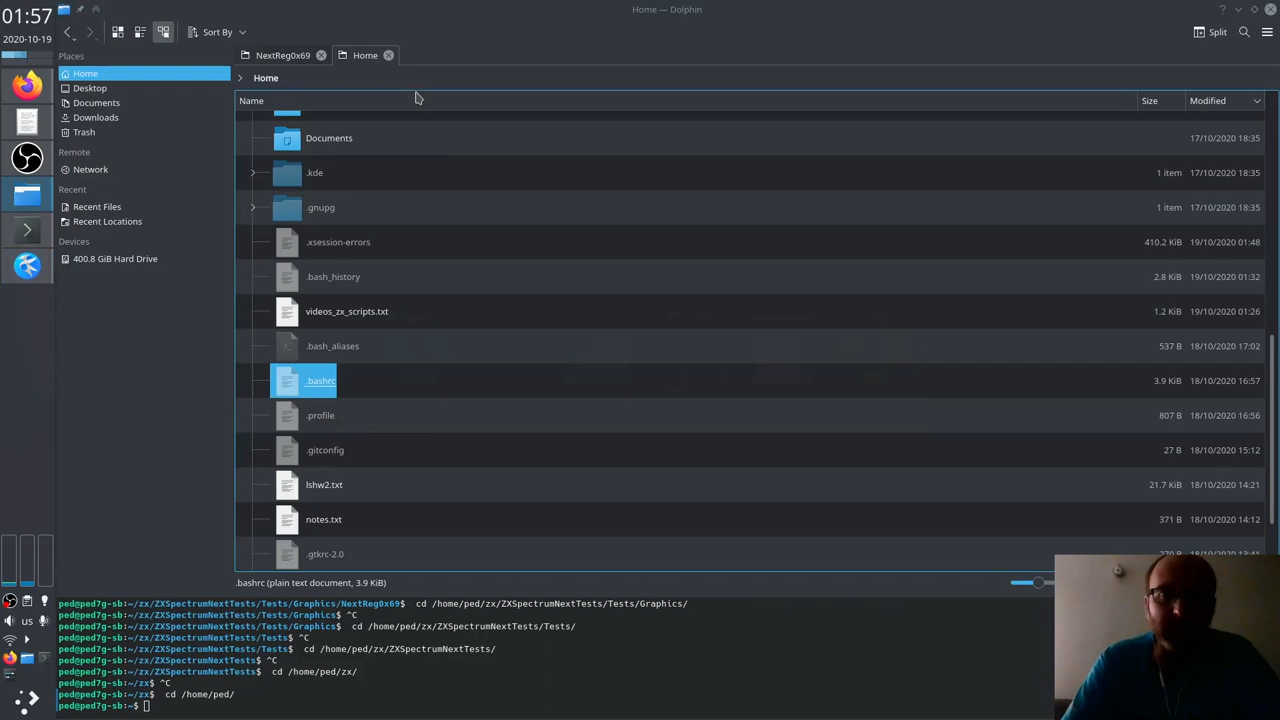 01:57
2020-10-19
Home — Dolphin
Sort By
Split
Places
Home
Desktop
Documents
Downloads
Trash
Remote
Network
Recent
Recent Files
Recent Locations
Devices
400.8 GiB Hard Drive
NextReg0x69
Home
Home
Name Size Modified
Documents 17/10/2020 18:35
.kde 1 item 17/10/2020 18:35
.gnupg 1 item 17/10/2020 18:35
.xsession-errors 410.2 KiB 19/10/2020 01:48
.bash_history 2.8 KiB 19/10/2020 01:32
videos_zx_scripts.txt 1.2 KiB 19/10/2020 01:26
.bash_aliases 537 B 18/10/2020 17:02
.bashrc 3.9 KiB 18/10/2020 16:57
.profile 807 B 18/10/2020 16:56
.gitconfig 27 B 18/10/2020 15:12
lshw2.txt 21.7 KiB 18/10/2020 14:21
notes.txt 371 B 18/10/2020 14:12
.gtkrc-2.0 270 B 18/10/2020 13:41
.bashrc (plain text document, 3.9 KiB)
ped@ped7g-sb:~/zx/ZXSpectrumNextTests/Tests/Graphics/NextReg0x69$ cd /home/ped/zx/ZXSpectrumNextTests/Tests/Graphics/
ped@ped7g-sb:~/zx/ZXSpectrumNextTests/Tests/Graphics$ ^C
ped@ped7g-sb:~/zx/ZXSpectrumNextTests/Tests/Graphics$ cd /home/ped/zx/ZXSpectrumNextTests/Tests/
ped@ped7g-sb:~/zx/ZXSpectrumNextTests/Tests$ ^C
ped@ped7g-sb:~/zx/ZXSpectrumNextTests/Tests$ cd /home/ped/zx/ZXSpectrumNextTests/
ped@ped7g-sb:~/zx/ZXSpectrumNextTests$ ^C
ped@ped7g-sb:~/zx/ZXSpectrumNextTests$ cd /home/ped/zx/
ped@ped7g-sb:~/zx$ ^C
ped@ped7g-sb:~/zx$ cd /home/ped/
ped@ped7g-sb:~$
us